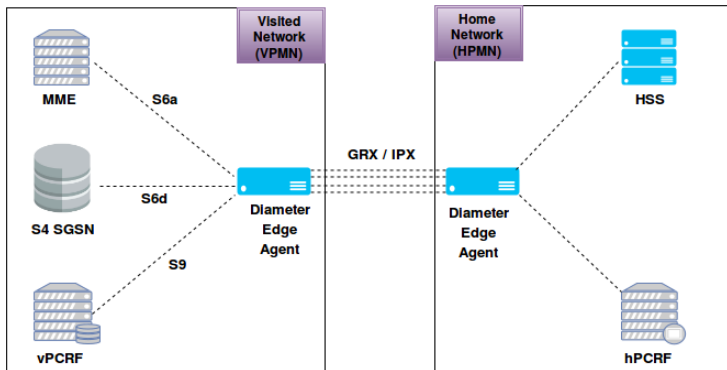 Visited
Network
(VPMN)
Home
Network
(HPMN)
MME
S6a
HSS
GRX / IPX
S6d
S4 SGSN
Diameter
Edge
Agent
Diameter
Edge
Agent
S9
vPCRF
hPCRF